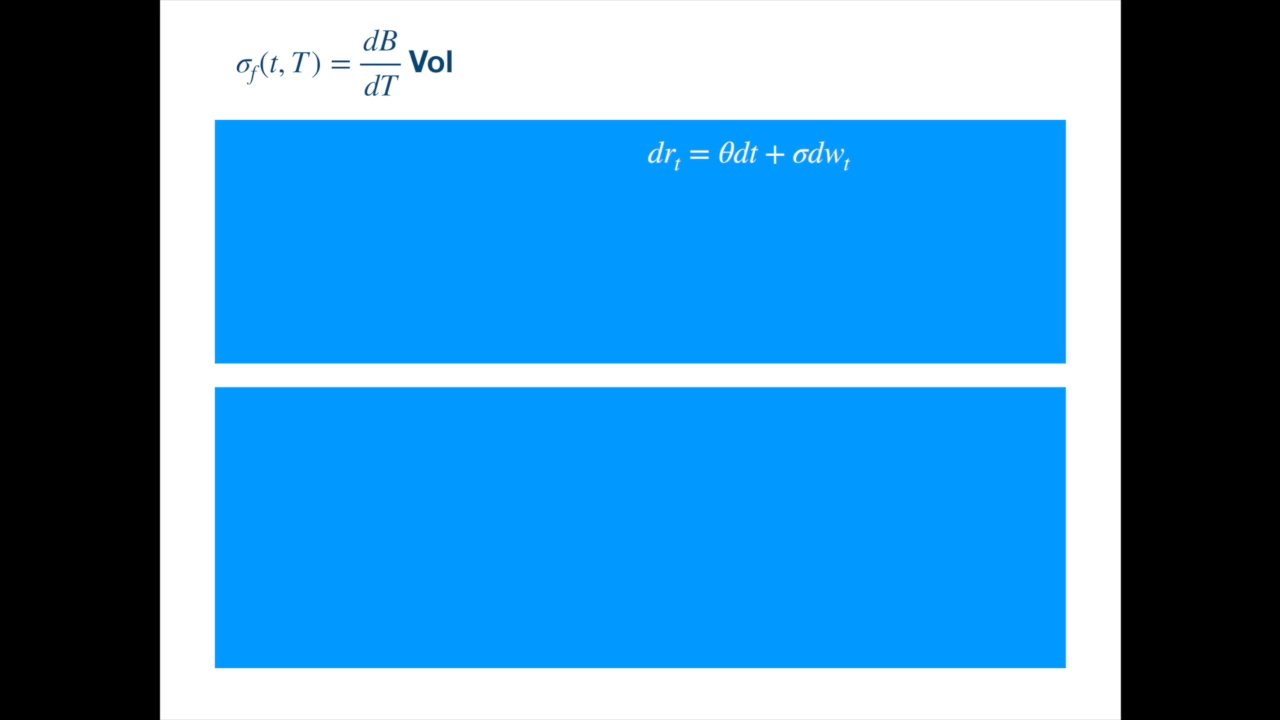 σ_f(t, T) = dB/dT Vol
dr_t = θdt + σdw_t